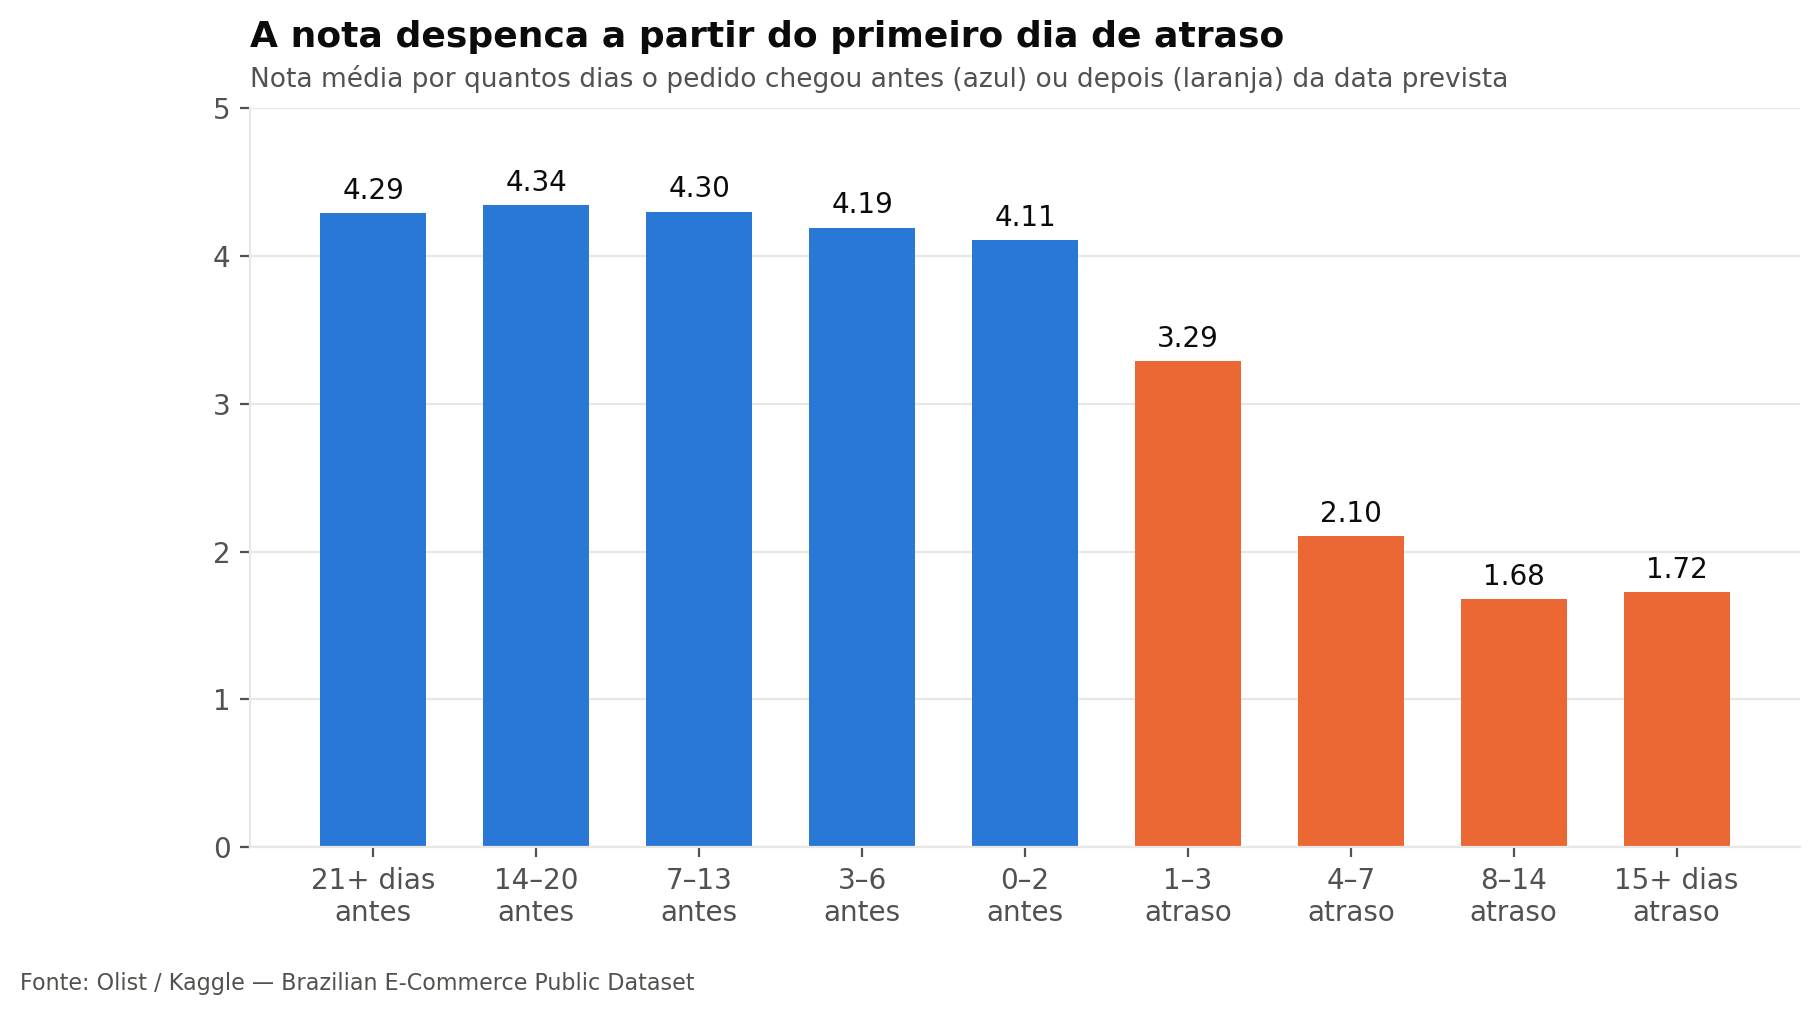 A nota despenca a partir do primeiro dia de atraso
Nota média por quantos dias o pedido chegou antes (azul) ou depois (laranja) da data prevista
5
4
3
2
1
0
4.29
4.34
4.30
4.19
4.11
3.29
2.10
1.68
1.72
21+ dias
antes
14–20
antes
7–13
antes
3–6
antes
0–2
antes
1–3
atraso
4–7
atraso
8–14
atraso
15+ dias
atraso
Fonte: Olist / Kaggle — Brazilian E-Commerce Public Dataset